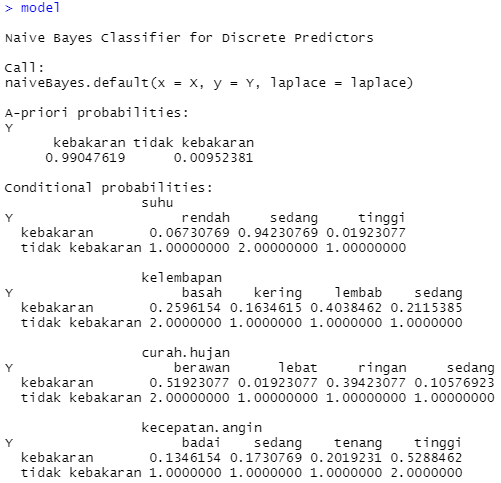 > model
Naive Bayes Classifier for Discrete Predictors
Call:
naiveBayes.default(x = X, y = Y, laplace = laplace)
A-priori probabilities:
Y
kebakaran tidak kebakaran
0.99047619 0.00952381
Conditional probabilities:
suhu
Y rendah sedang tinggi
kebakaran 0.06730769 0.94230769 0.01923077
tidak kebakaran 1.00000000 2.00000000 1.00000000
kelembapan
Y basah kering lembab sedang
kebakaran 0.2596154 0.1634615 0.4038462 0.2115385
tidak kebakaran 2.0000000 1.0000000 1.0000000 1.0000000
curah.hujan
Y berawan lebat ringan sedang
kebakaran 0.51923077 0.01923077 0.39423077 0.10576923
tidak kebakaran 2.00000000 1.00000000 1.00000000 1.00000000
kecepatan.angin
Y badai sedang tenang tinggi
kebakaran 0.1346154 0.1730769 0.2019231 0.5288462
tidak kebakaran 1.0000000 1.0000000 1.0000000 2.0000000